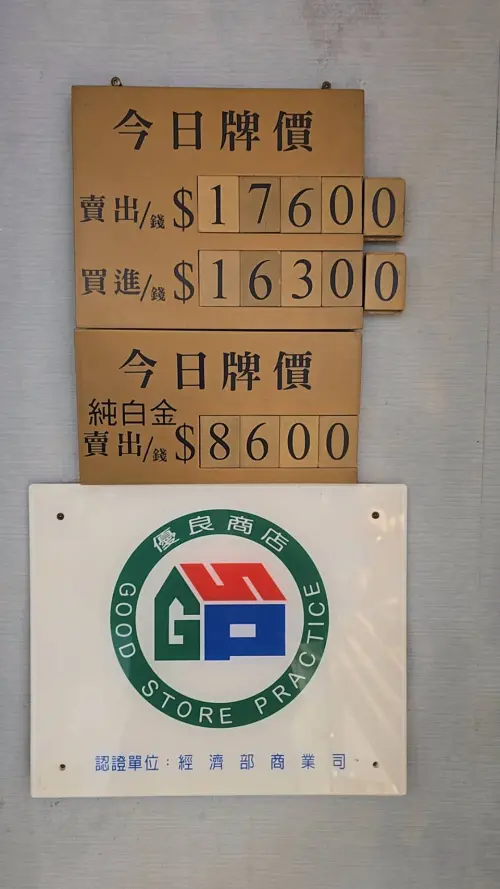 今日牌價
賣出/錢 $17600
買進/錢 $16300
今日牌價
純白金
賣出/錢 $8600
優良商店
GSP
GOOD STORE PRACTICE
認證單位：經濟部商業司